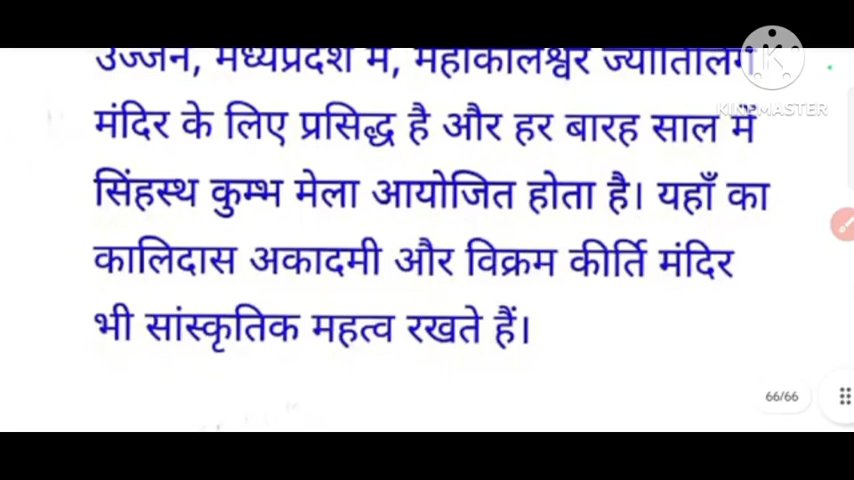 उज्जैन, मध्यप्रदेश में, महाकालेश्वर ज्योतिर्लिंग
मंदिर के लिए प्रसिद्ध है और हर बारह साल में
सिंहस्थ कुम्भ मेला आयोजित होता है। यहाँ का
कालिदास अकादमी और विक्रम कीर्ति मंदिर
भी सांस्कृतिक महत्व रखते हैं।
66/66
K
KINEMASTER